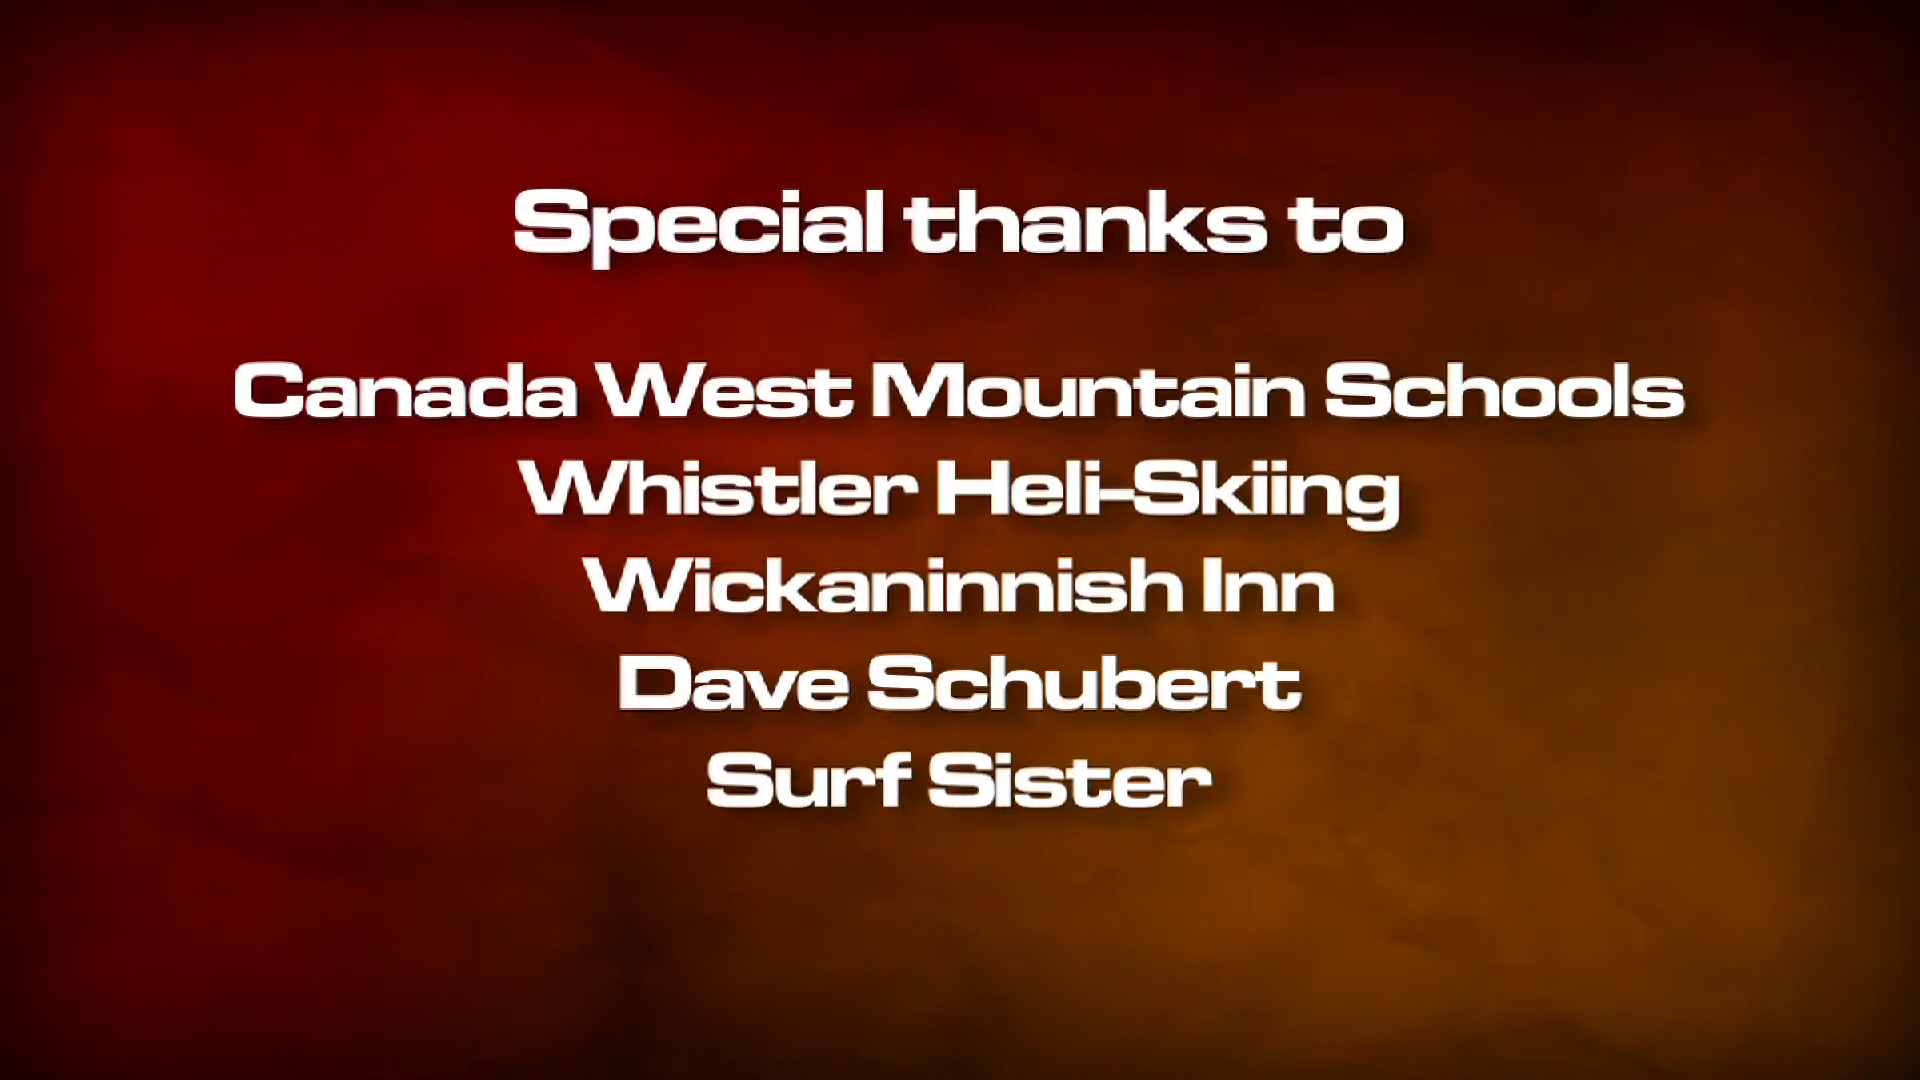 Special thanks to
Canada West Mountain Schools
Whistler Heli-Skiing
Wickaninnish Inn
Dave Schubert
Surf Sister